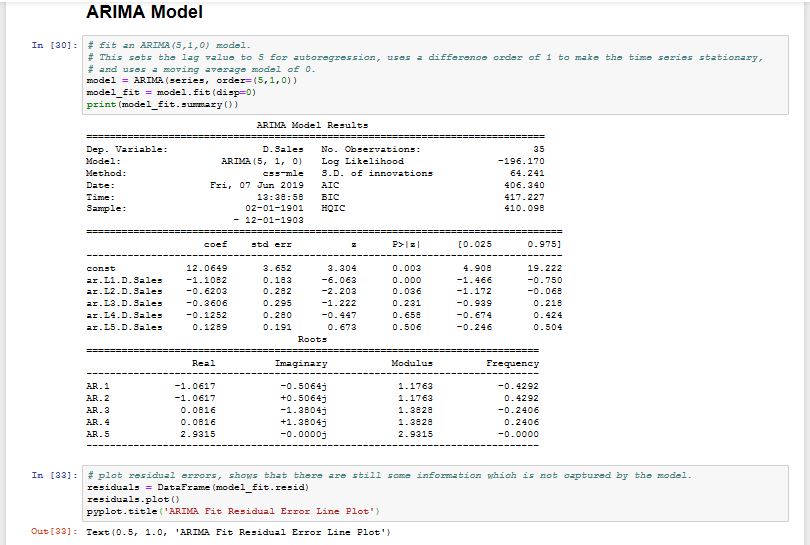 ARIMA Model
In [30]: # fit an ARIMA(5,1,0) model.
# This sets the lag value to 5 for autoregression, uses a difference order of 1 to make the time series stationary,
# and uses a moving average model of 0.
model = ARIMA(series, order=(5,1,0))
model_fit = model.fit(disp=0)
print(model_fit.summary())
ARIMA Model Results
==============================================================================
Dep. Variable: D.Sales No. Observations: 35
Model: ARIMA(5, 1, 0) Log Likelihood -196.170
Method: css-mle S.D. of innovations 64.241
Date: Fri, 07 Jun 2019 AIC 406.340
Time: 13:38:58 BIC 417.227
Sample: 02-01-1901 HQIC 410.098
- 12-01-1903
=================================================================================
coef std err z P>|z| [0.025 0.975]
---------------------------------------------------------------------------------
const 12.0649 3.652 3.304 0.003 4.908 19.222
ar.L1.D.Sales -1.1082 0.183 -6.063 0.000 -1.466 -0.750
ar.L2.D.Sales -0.6203 0.282 -2.203 0.036 -1.172 -0.068
ar.L3.D.Sales -0.3606 0.295 -1.222 0.231 -0.939 0.218
ar.L4.D.Sales -0.1252 0.280 -0.447 0.658 -0.674 0.424
ar.L5.D.Sales 0.1289 0.191 0.673 0.506 -0.246 0.504
Roots
=============================================================================
Real Imaginary Modulus Frequency
-----------------------------------------------------------------------------
AR.1 -1.0617 -0.5064j 1.1763 -0.4292
AR.2 -1.0617 +0.5064j 1.1763 0.4292
AR.3 0.0816 -1.3804j 1.3828 -0.2406
AR.4 0.0816 +1.3804j 1.3828 0.2406
AR.5 2.9315 -0.0000j 2.9315 -0.0000
-----------------------------------------------------------------------------
In [33]: # plot residual errors, shows that there are still some information which is not captured by the model.
residuals = DataFrame(model_fit.resid)
residuals.plot()
pyplot.title('ARIMA Fit Residual Error Line Plot')
Out[33]: Text(0.5, 1.0, 'ARIMA Fit Residual Error Line Plot')